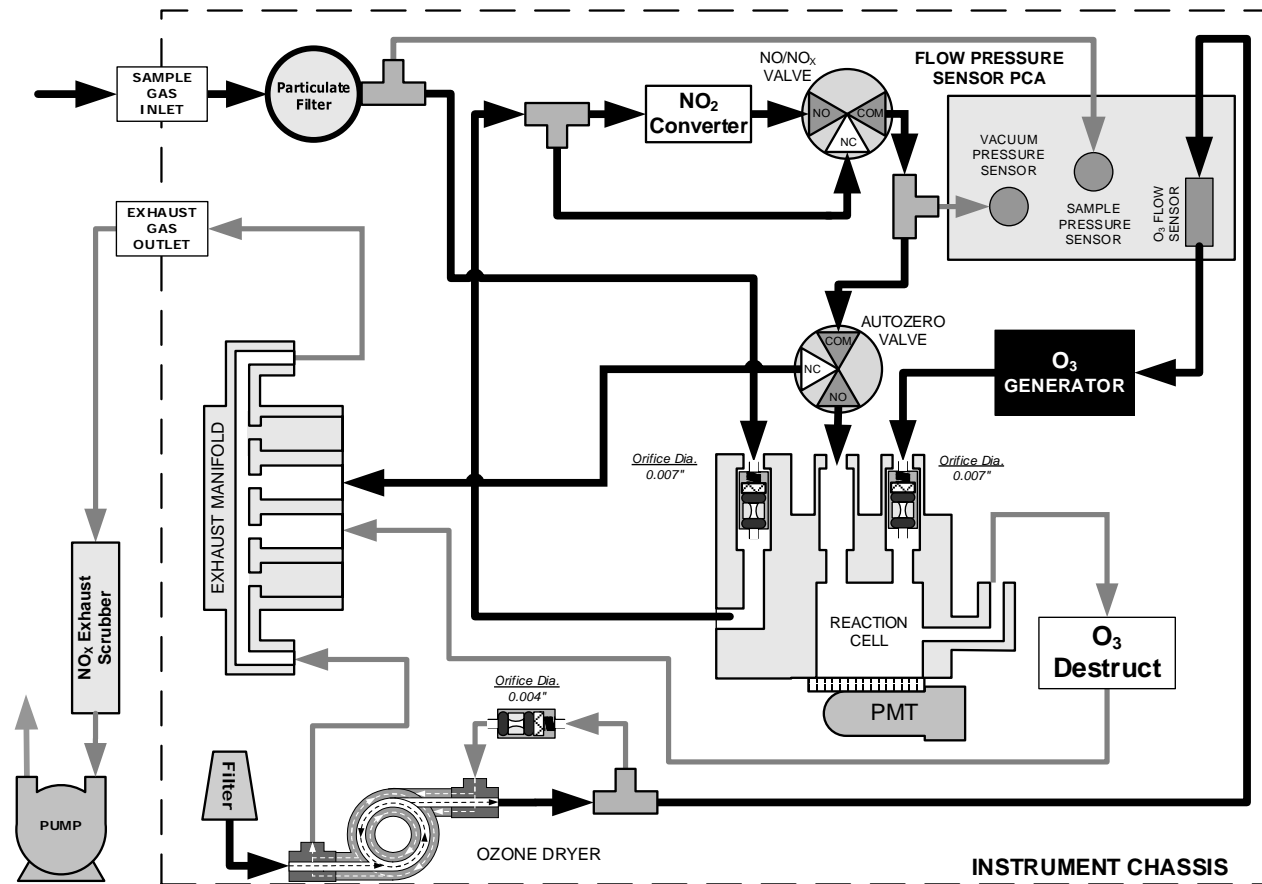 SAMPLE
GAS
INLET
Particulate
Filter
NO₂
Converter
NO/NOX
VALVE
NO
COM
NC
FLOW PRESSURE
SENSOR PCA
VACUUM
PRESSURE
SENSOR
SAMPLE
PRESSURE
SENSOR
O₃ FLOW
SENSOR
EXHAUST
GAS
OUTLET
AUTOZERO
VALVE
COM
NC
NO
O₃
GENERATOR
EXHAUST MANIFOLD
Orifice Dia.
0.007"
Orifice Dia.
0.007"
NOX Exhaust
Scrubber
REACTION
CELL
O₃
Destruct
Orifice Dia.
0.004"
PMT
Filter
PUMP
OZONE DRYER
INSTRUMENT CHASSIS